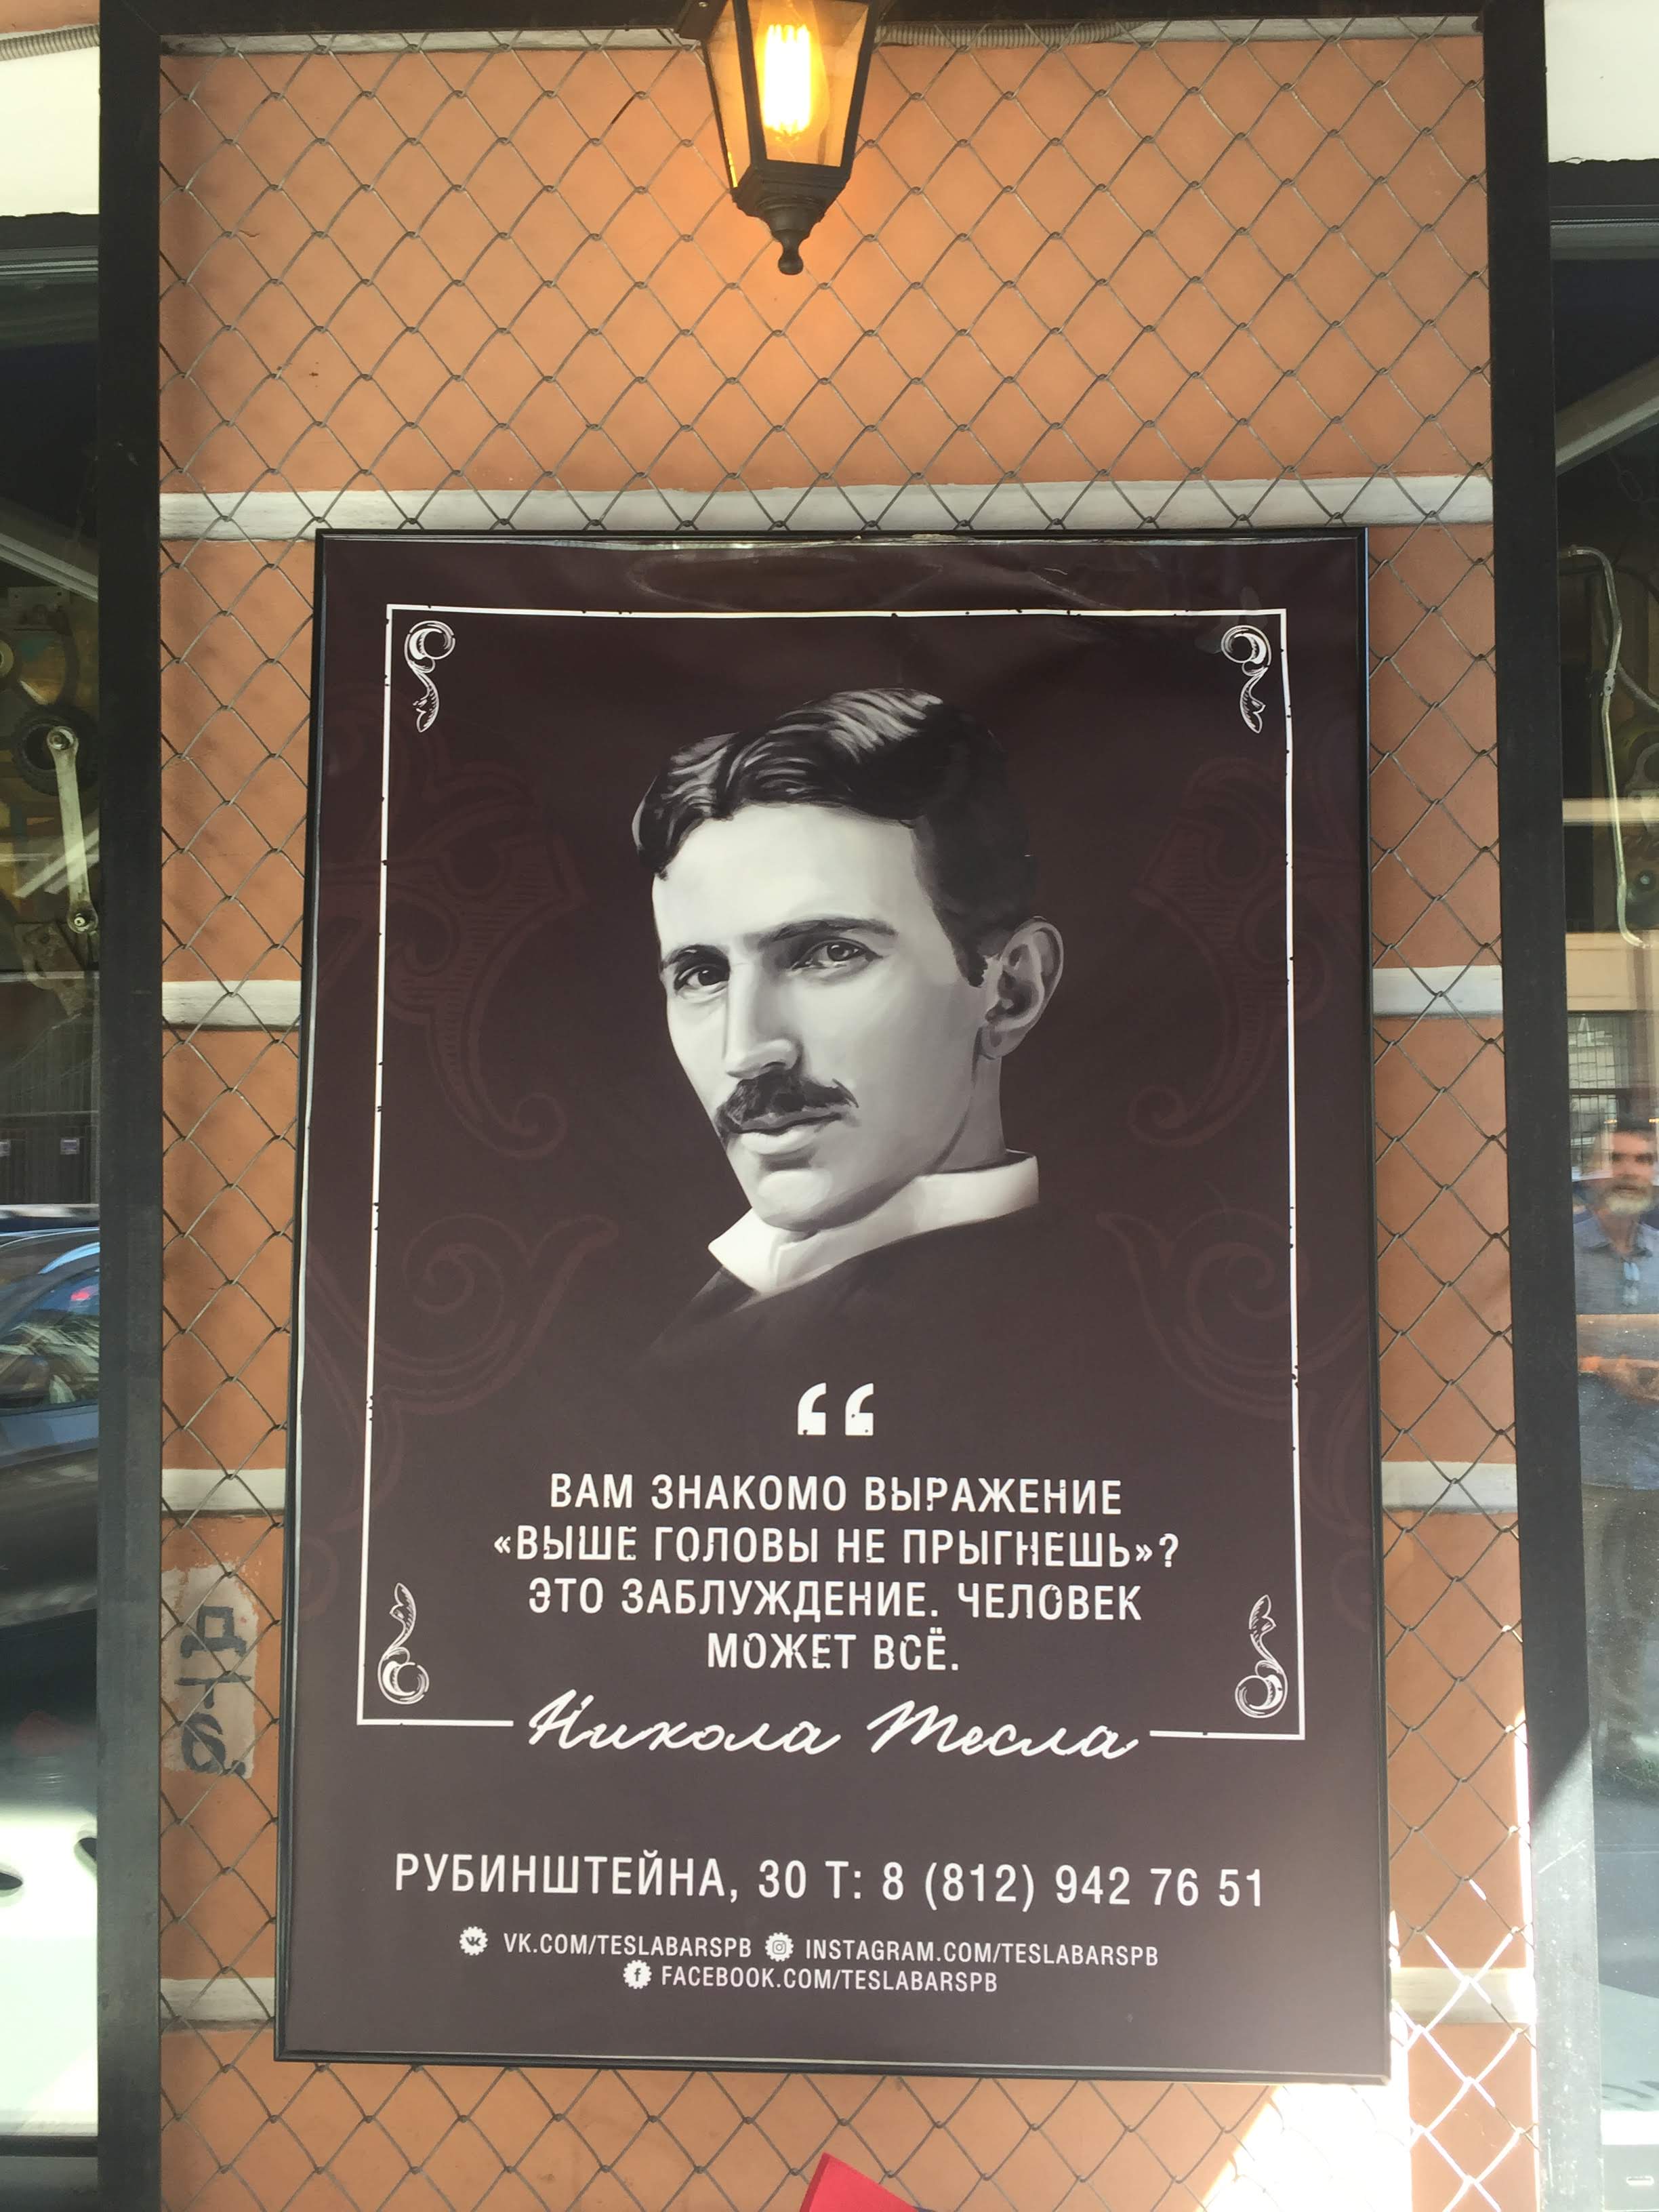 ВАМ ЗНАКОМО ВЫРАЖЕНИЕ
«ВЫШЕ ГОЛОВЫ НЕ ПРЫГНЕШЬ»?
ЭТО ЗАБЛУЖДЕНИЕ. ЧЕЛОВЕК
МОЖЕТ ВСЁ.
Никола Тесла
РУБИНШТЕЙНА, 30 Т: 8 (812) 942 76 51
VK.COM/TESLABARSPB INSTAGRAM.COM/TESLABARSPB
FACEBOOK.COM/TESLABARSPB